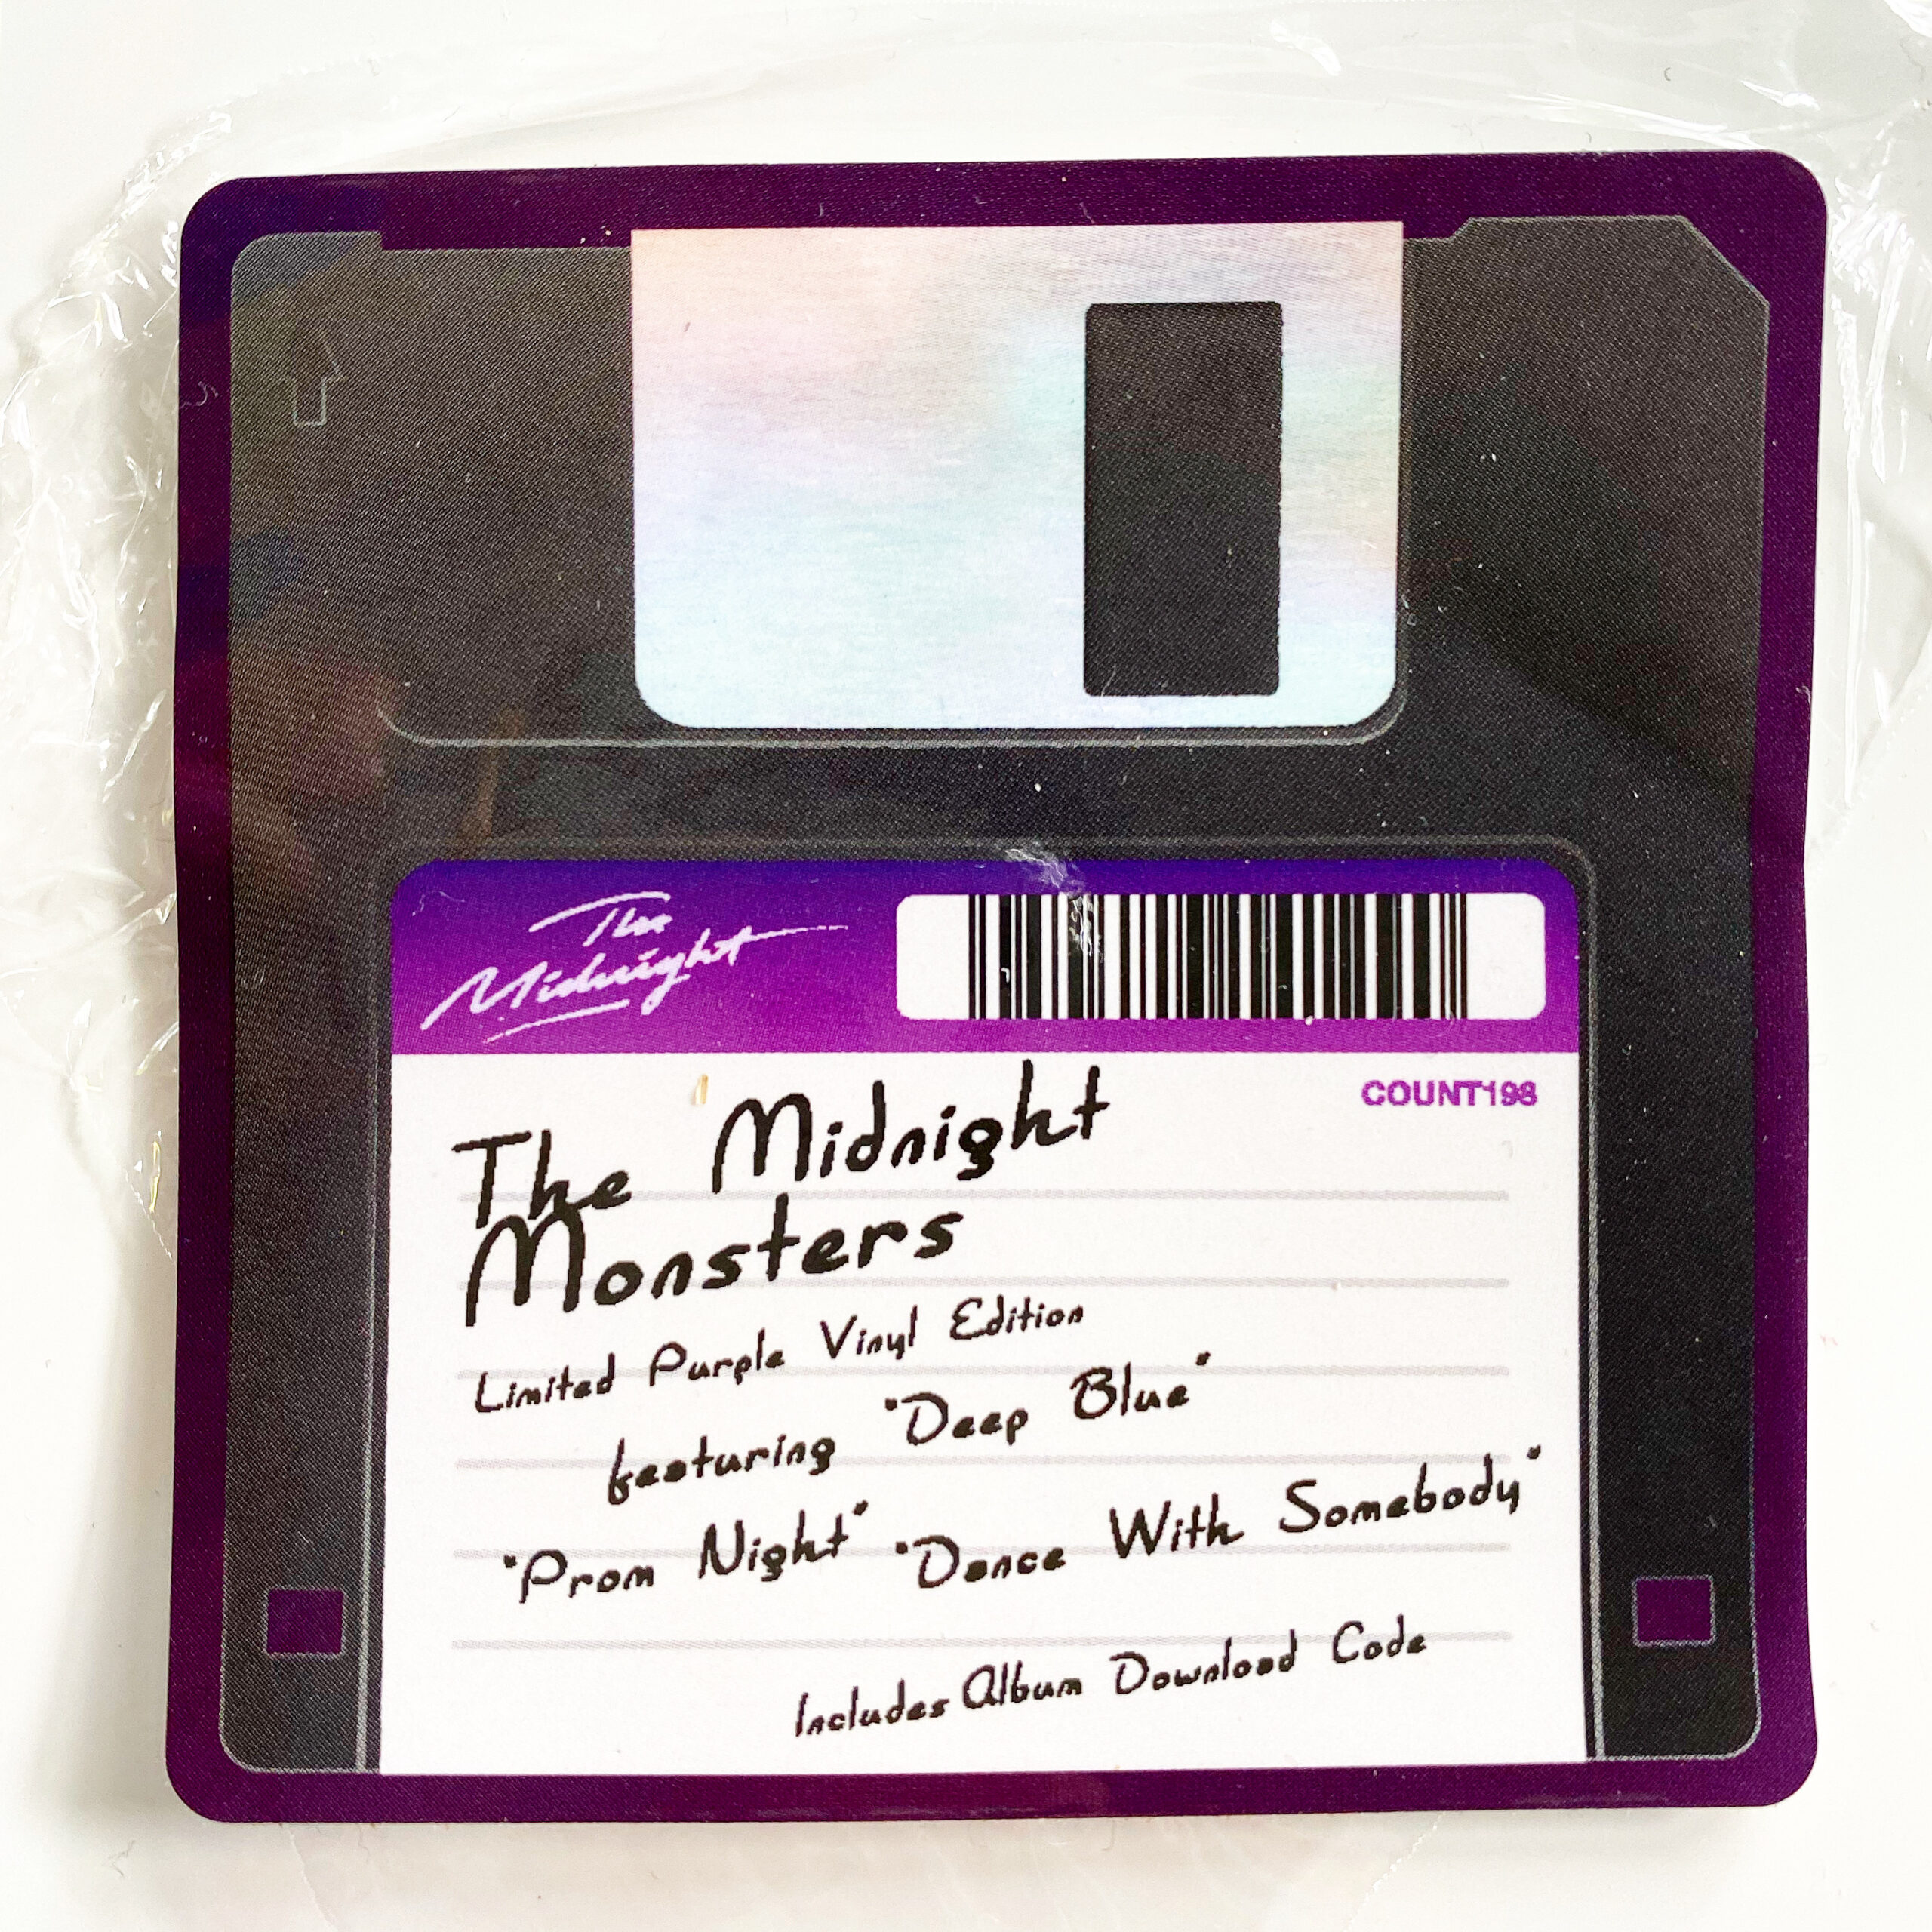 The
Midnight
COUNT198
The Midnight
Monsters
Limited Purple Vinyl Edition
featuring "Deep Blue"
"Prom Night" "Dance With Somebody"
Includes Album Download Code